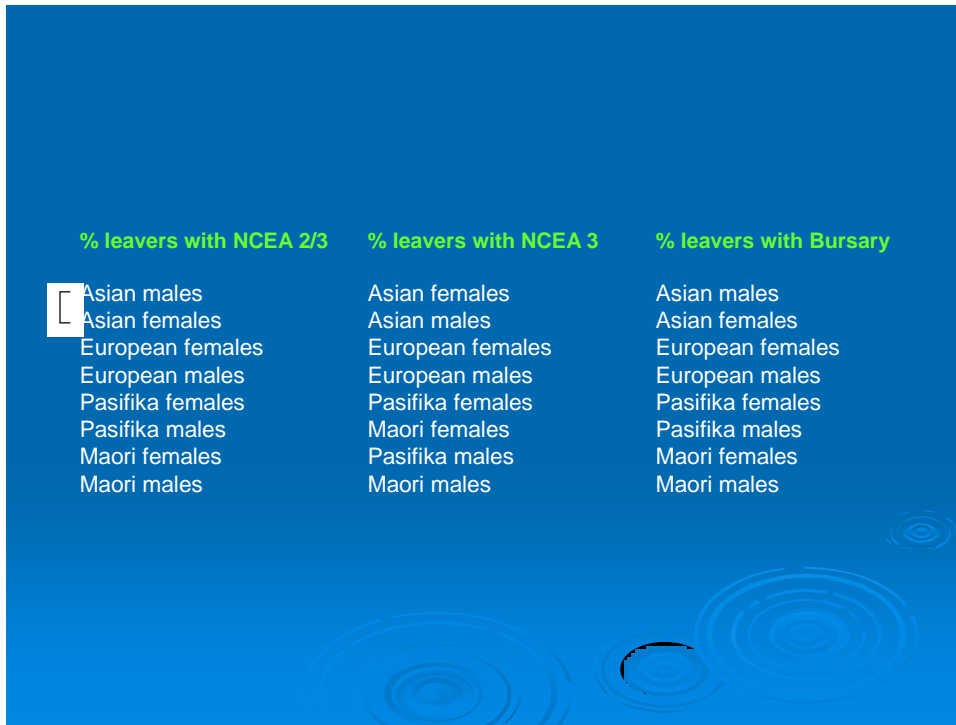 % leavers with NCEA 2/3 % leavers with NCEA 3 % leavers with Bursary
Asian males Asian females Asian males
Asian females Asian males Asian females
European females European females European females
European males European males European males
Pasifika females Pasifika females Pasifika females
Pasifika males Maori females Pasifika males
Maori females Pasifika males Maori females
Maori males Maori males Maori males